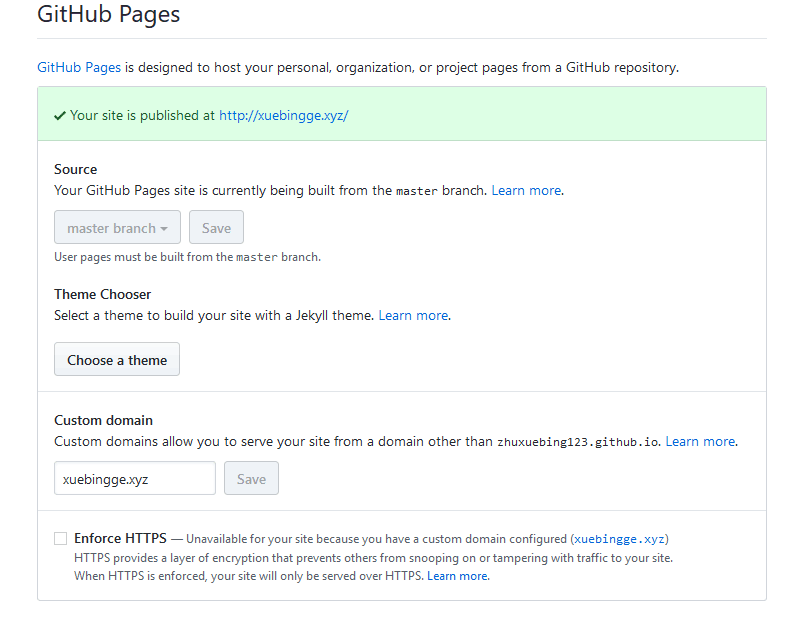 GitHub Pages
GitHub Pages is designed to host your personal, organization, or project pages from a GitHub repository.
Your site is published at http://xuebingge.xyz/
Source
Your GitHub Pages site is currently being built from the master branch. Learn more.
master branch Save
User pages must be built from the master branch.
Theme Chooser
Select a theme to build your site with a Jekyll theme. Learn more.
Choose a theme
Custom domain
Custom domains allow you to serve your site from a domain other than zhuxuebing123.github.io. Learn more.
xuebingge.xyz Save
Enforce HTTPS — Unavailable for your site because you have a custom domain configured (xuebingge.xyz)
HTTPS provides a layer of encryption that prevents others from snooping on or tampering with traffic to your site.
When HTTPS is enforced, your site will only be served over HTTPS. Learn more.